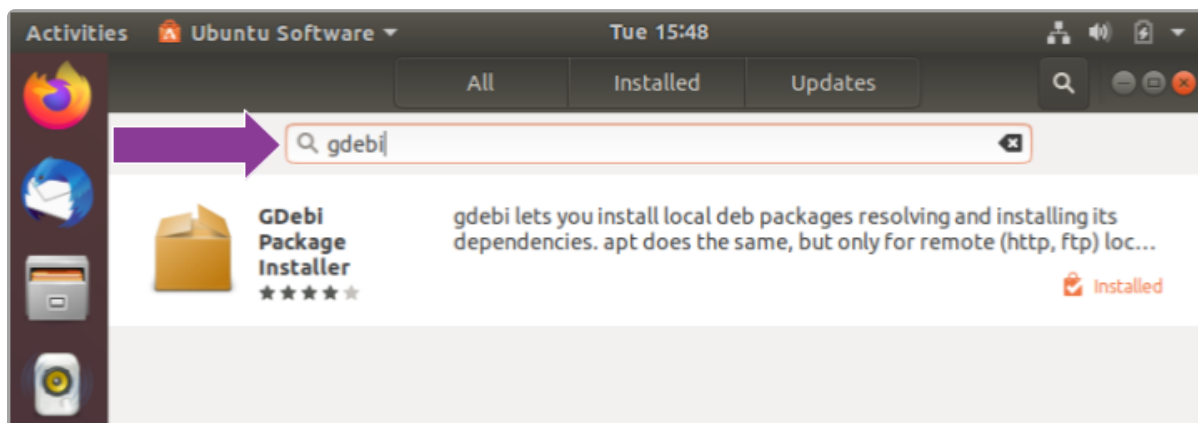 Activities Ubuntu Software Tue 15:48
All Installed Updates
gdebi
GDebi Package Installer
gdebi lets you install local deb packages resolving and installing its
dependencies. apt does the same, but only for remote (http, ftp) loc...
Installed